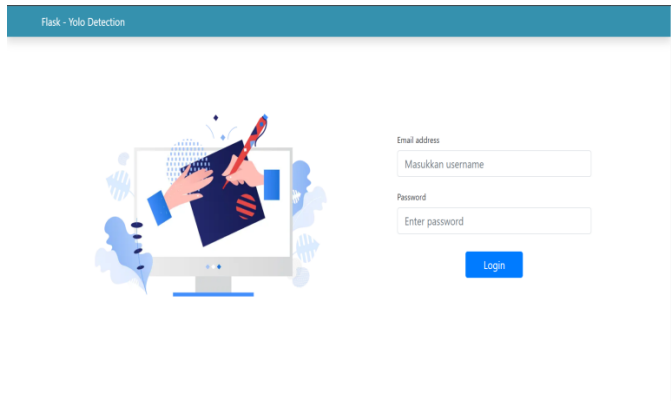 Flask - Yolo Detection
Email address
Masukkan username
Password
Enter password
Login